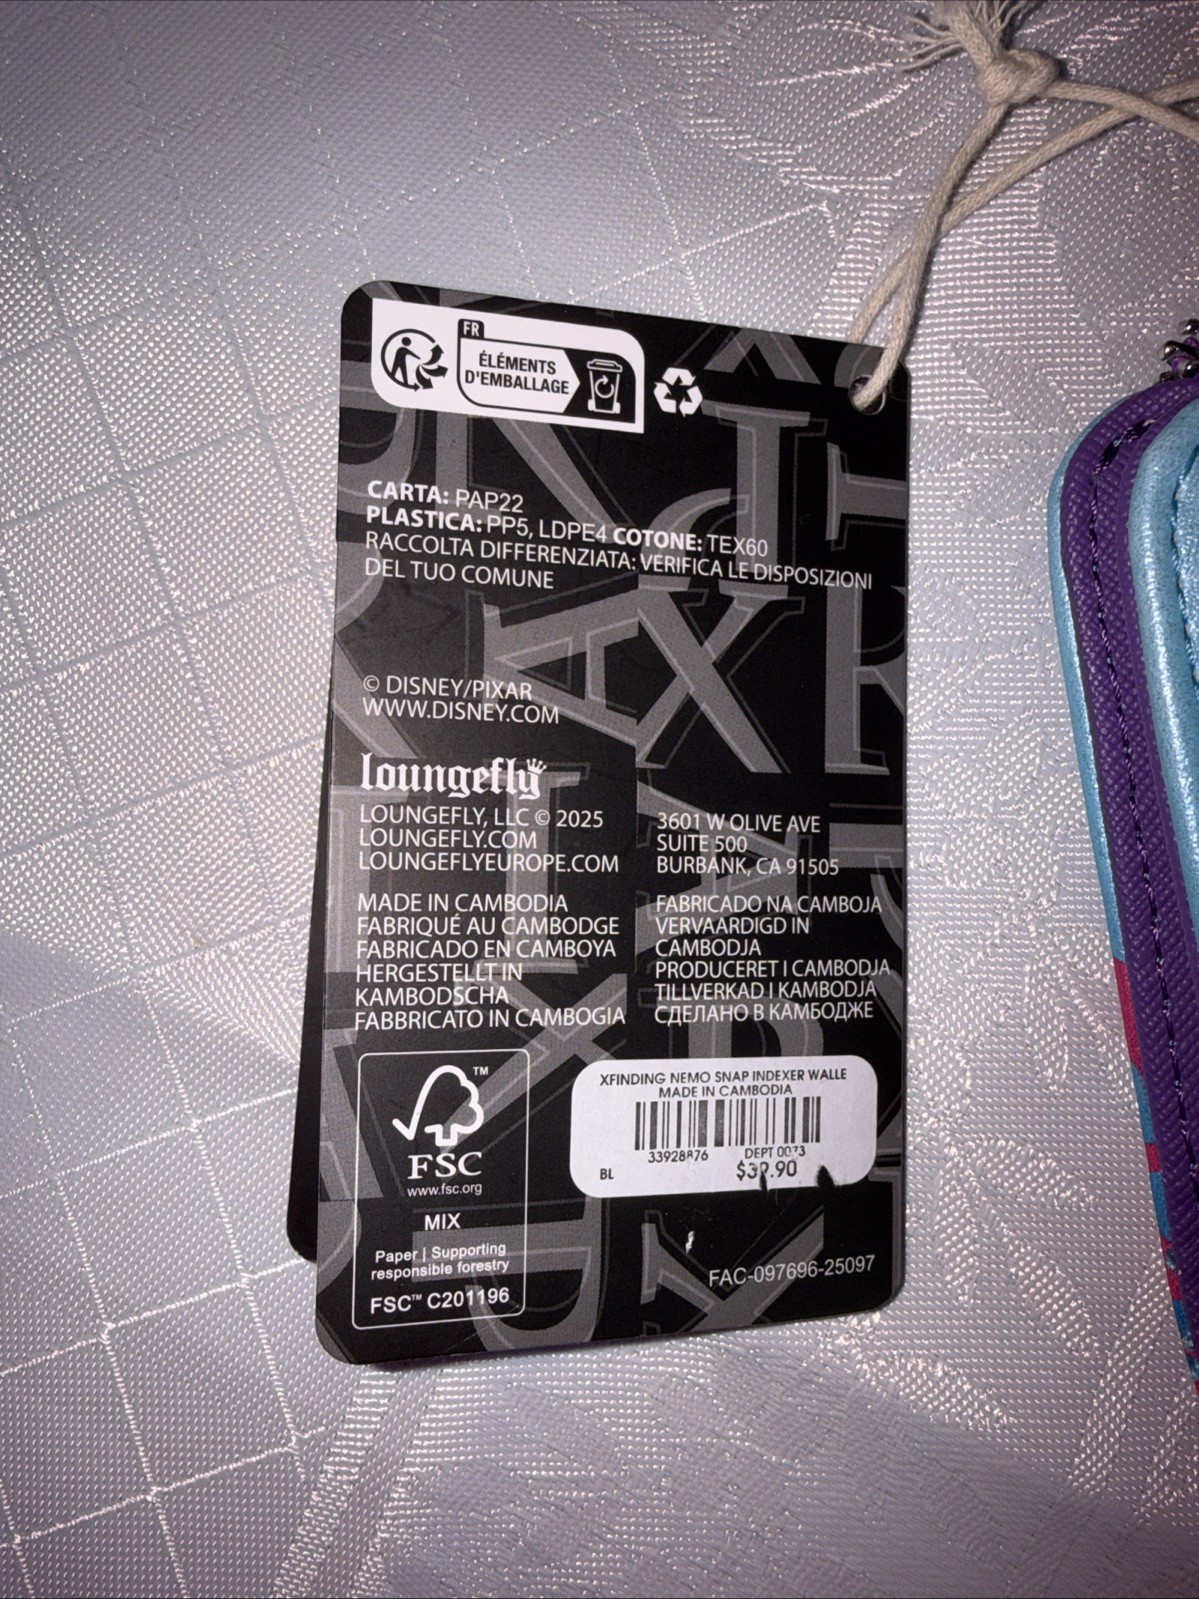 FR
ÉLÉMENTS
D'EMBALLAGE
CARTA: PAP22
PLASTICA: PP5, LDPE4 COTONE: TEX60
RACCOLTA DIFFERENZIATA: VERIFICA LE DISPOSIZIONI
DEL TUO COMUNE
© DISNEY/PIXAR
WWW.DISNEY.COM
loungefly
LOUNGEFLY, LLC © 2025
LOUNGEFLY.COM
LOUNGEFLYEUROPE.COM
3601 W OLIVE AVE
SUITE 500
BURBANK, CA 91505
MADE IN CAMBODIA
FABRIQUÉ AU CAMBODGE
FABRICADO EN CAMBOYA
HERGESTELLT IN
KAMBODSCHA
FABBRICATO IN CAMBOGIA
FABRICADO NA CAMBOJA
VERVAARDIGD IN
CAMBODJA
PRODUCERET I CAMBODJA
TILLVERKAD I KAMBODJA
СДЕЛАНО В КАМБОДЖЕ
TM
FSC
www.fsc.org
MIX
Paper | Supporting
responsible forestry
FSC™ C201196
XFINDING NEMO SNAP INDEXER WALLE
MADE IN CAMBODIA
33928876 DEPT 0073
BL $39.90
FAC-097696-25097